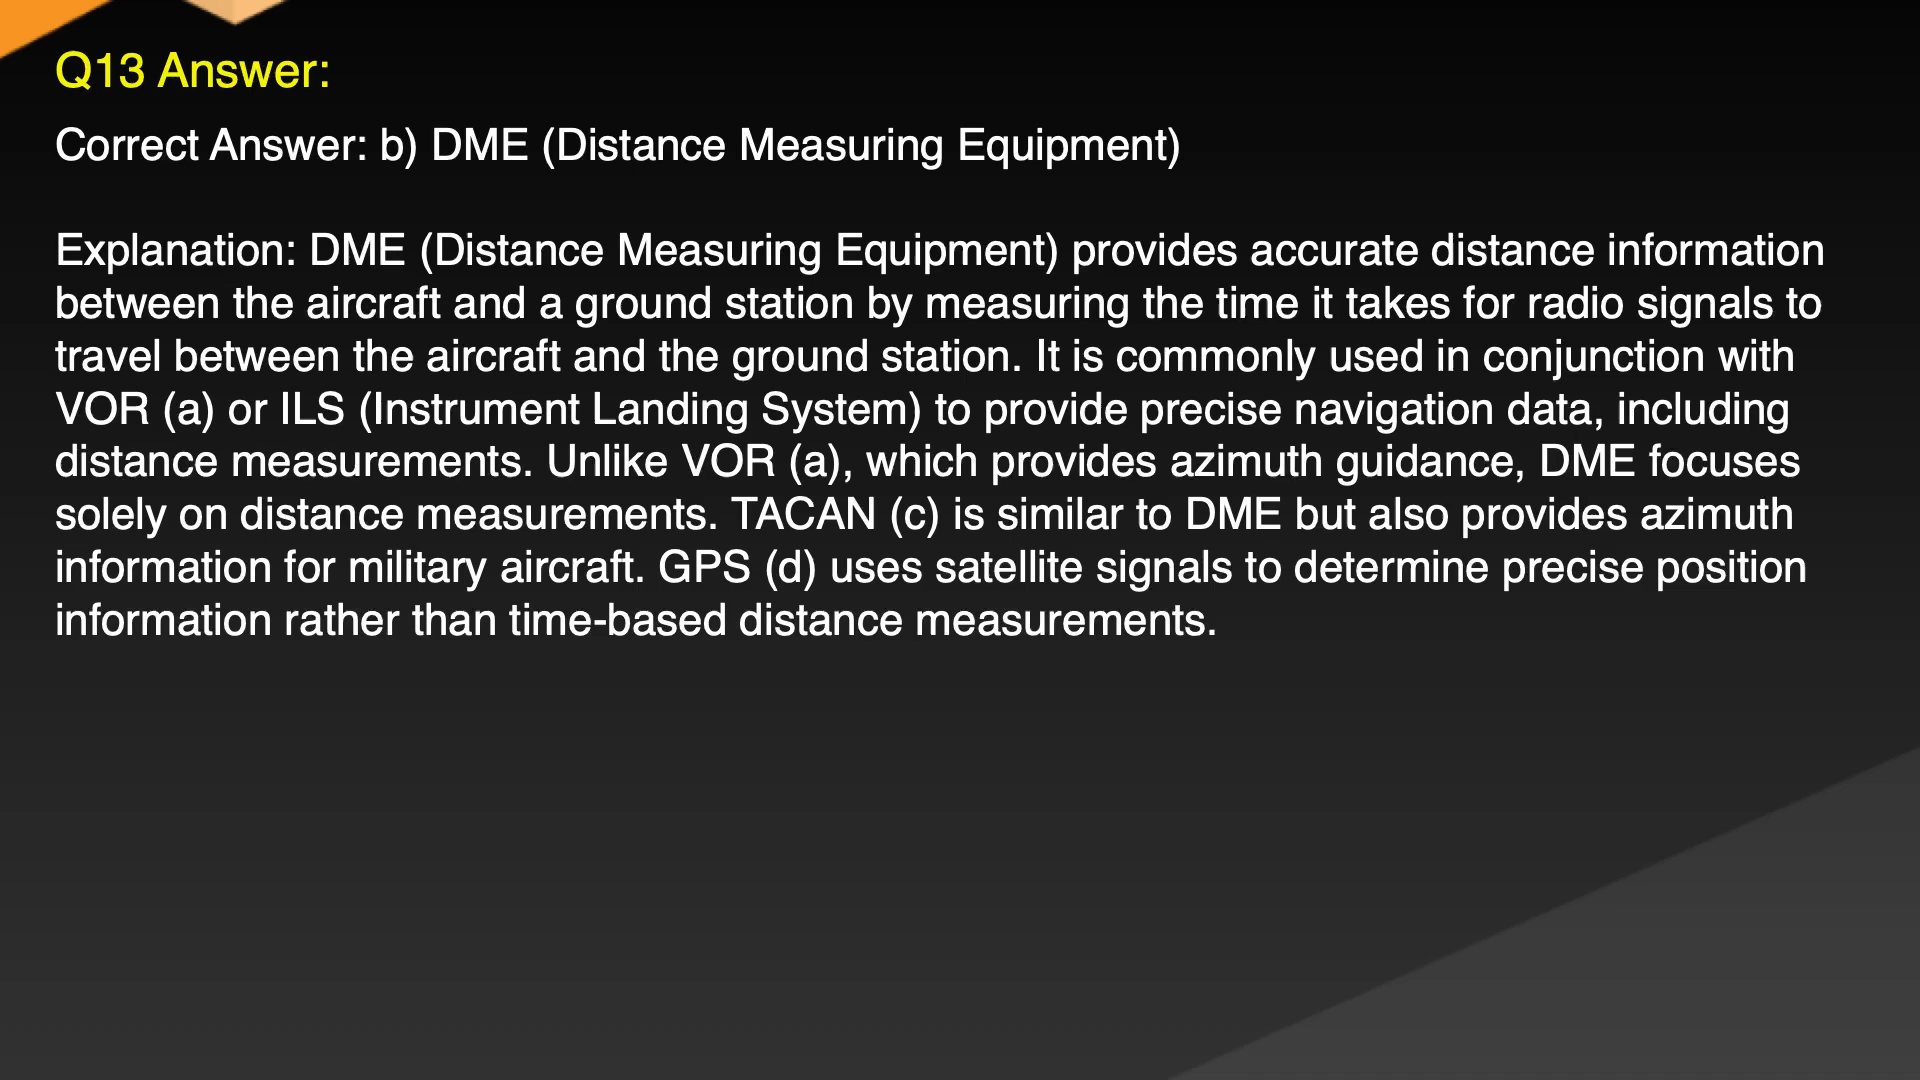 Q13 Answer:
Correct Answer: b) DME (Distance Measuring Equipment)
Explanation: DME (Distance Measuring Equipment) provides accurate distance information
between the aircraft and a ground station by measuring the time it takes for radio signals to
travel between the aircraft and the ground station. It is commonly used in conjunction with
VOR (a) or ILS (Instrument Landing System) to provide precise navigation data, including
distance measurements. Unlike VOR (a), which provides azimuth guidance, DME focuses
solely on distance measurements. TACAN (c) is similar to DME but also provides azimuth
information for military aircraft. GPS (d) uses satellite signals to determine precise position
information rather than time-based distance measurements.